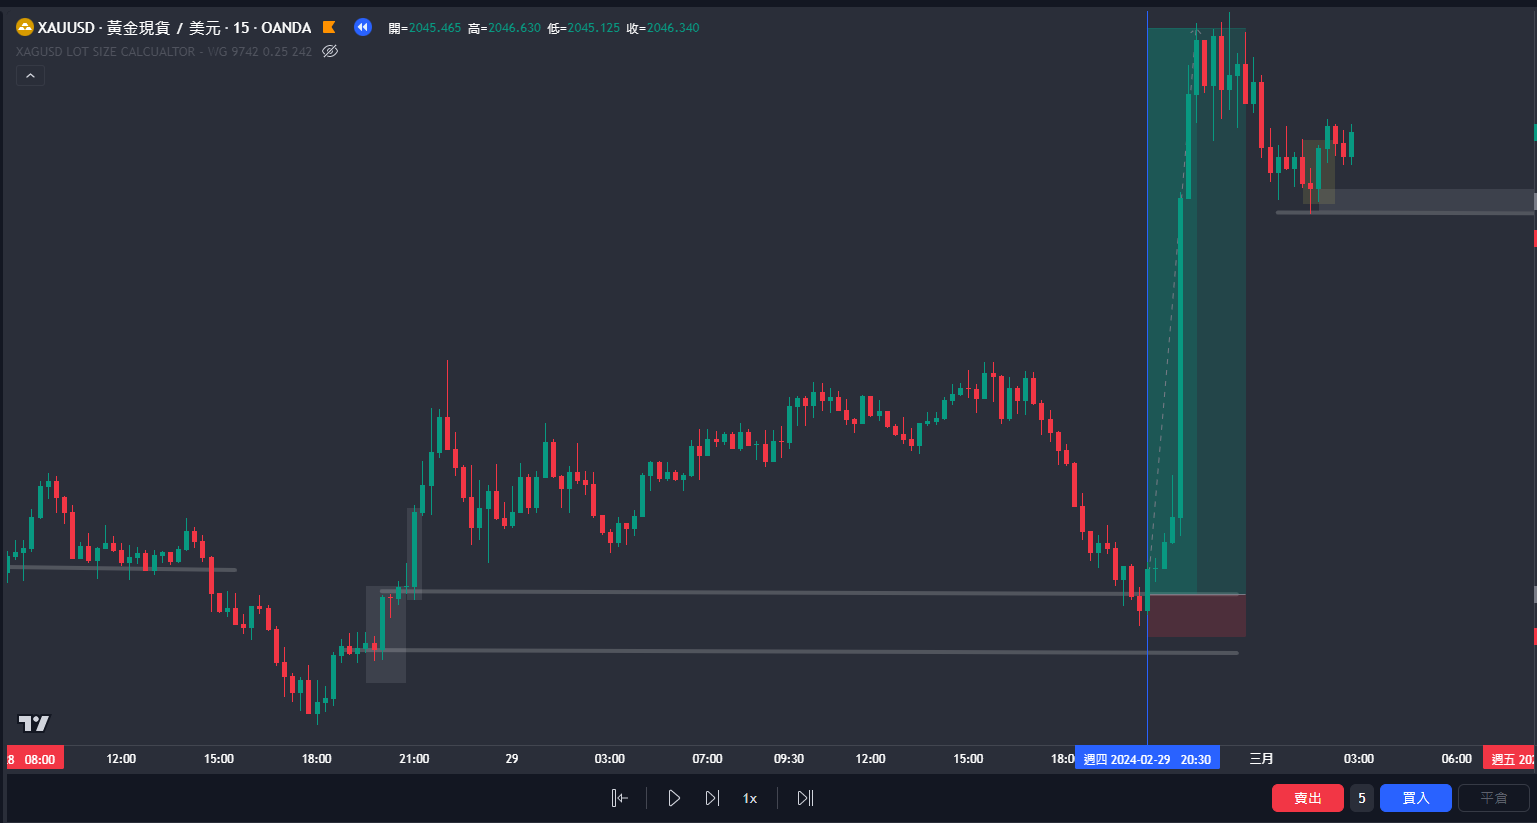 XAUUSD · 黃金現貨 / 美元 · 15 · OANDA 開=2045.465 高=2046.630 低=2045.125 收=2046.340
XAGUSD LOT SIZE CALCUALTOR - WG 9742 0.25 242
8 08:00 12:00 15:00 18:00 21:00 29 03:00 07:00 09:30 12:00 15:00 18:0 週四 2024-02-29 20:30 三月 03:00 06:00 週五 202
1x 賣出 5 買入 平倉